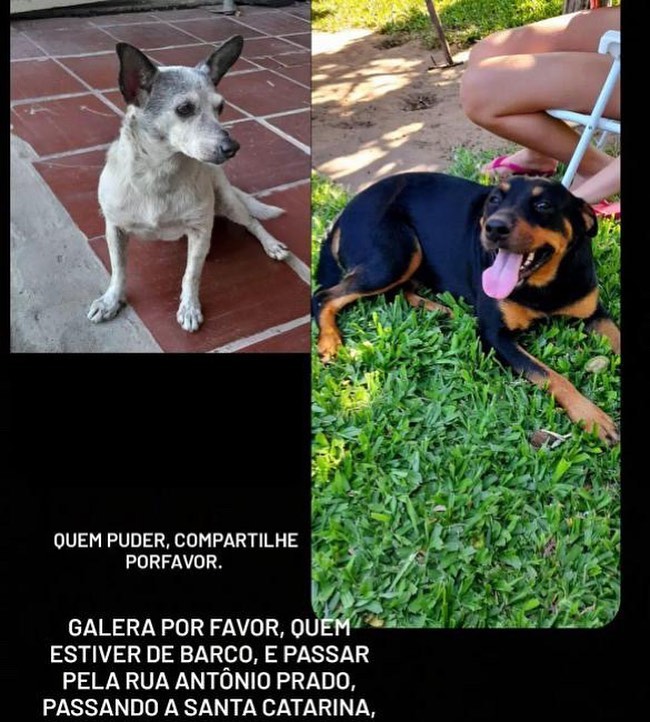 QUEM PUDER, COMPARTILHE
PORFAVOR.
GALERA POR FAVOR, QUEM
ESTIVER DE BARCO, E PASSAR
PELA RUA ANTÔNIO PRADO,
PASSANDO A SANTA CATARINA,